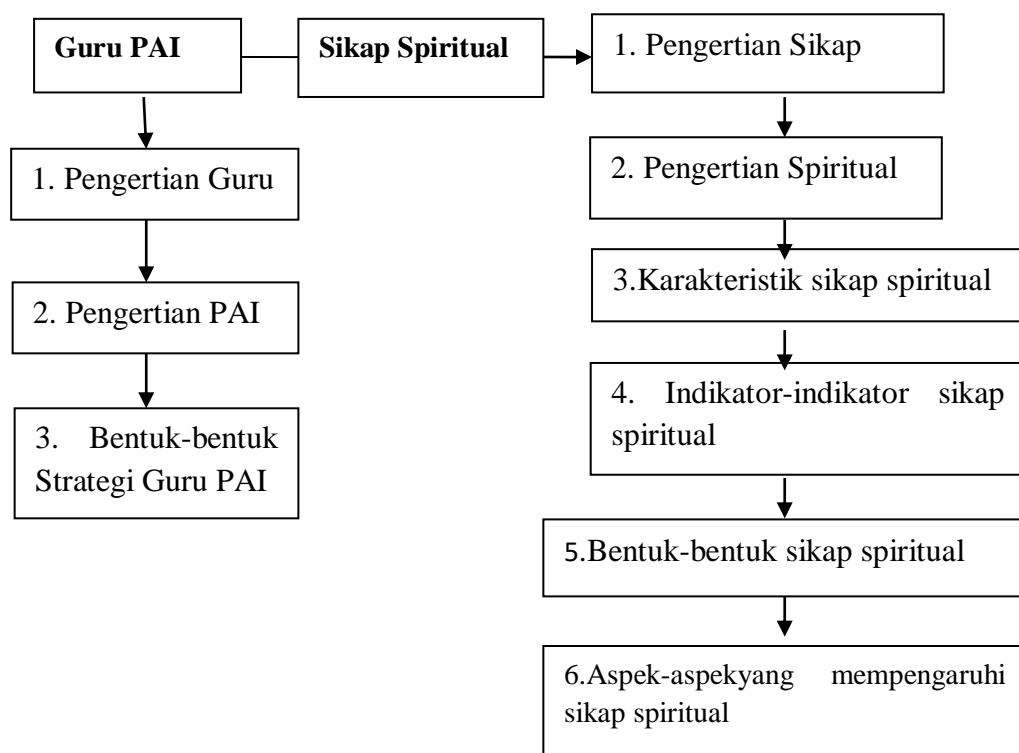 Guru PAI
Sikap Spiritual
1. Pengertian Sikap
1. Pengertian Guru
2. Pengertian Spiritual
2. Pengertian PAI
3.Karakteristik sikap spiritual
3. Bentuk-bentuk
Strategi Guru PAI
4. Indikator-indikator sikap
spiritual
5.Bentuk-bentuk sikap spiritual
6.Aspek-aspekyang mempengaruhi
sikap spiritual